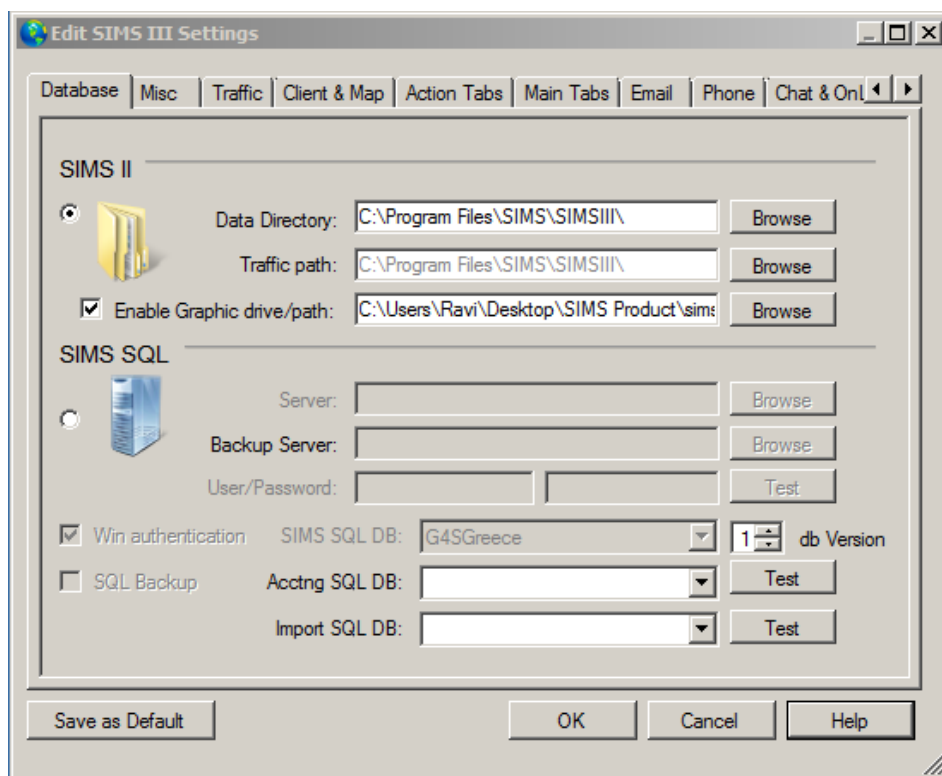 Edit SIMS III Settings
Database Misc Traffic Client & Map Action Tabs Main Tabs Email Phone Chat & OnL
SIMS II
Data Directory: C:\Program Files\SIMS\SIMSIII\ Browse
Traffic path: C:\Program Files\SIMS\SIMSIII\ Browse
Enable Graphic drive/path: C:\Users\Ravi\Desktop\SIMS Product\sims Browse
SIMS SQL
Server: Browse
Backup Server: Browse
User/Password: Test
Win authentication SIMS SQL DB: G4SGreece 1 db Version
SQL Backup Acctng SQL DB: Test
Import SQL DB: Test
Save as Default OK Cancel Help